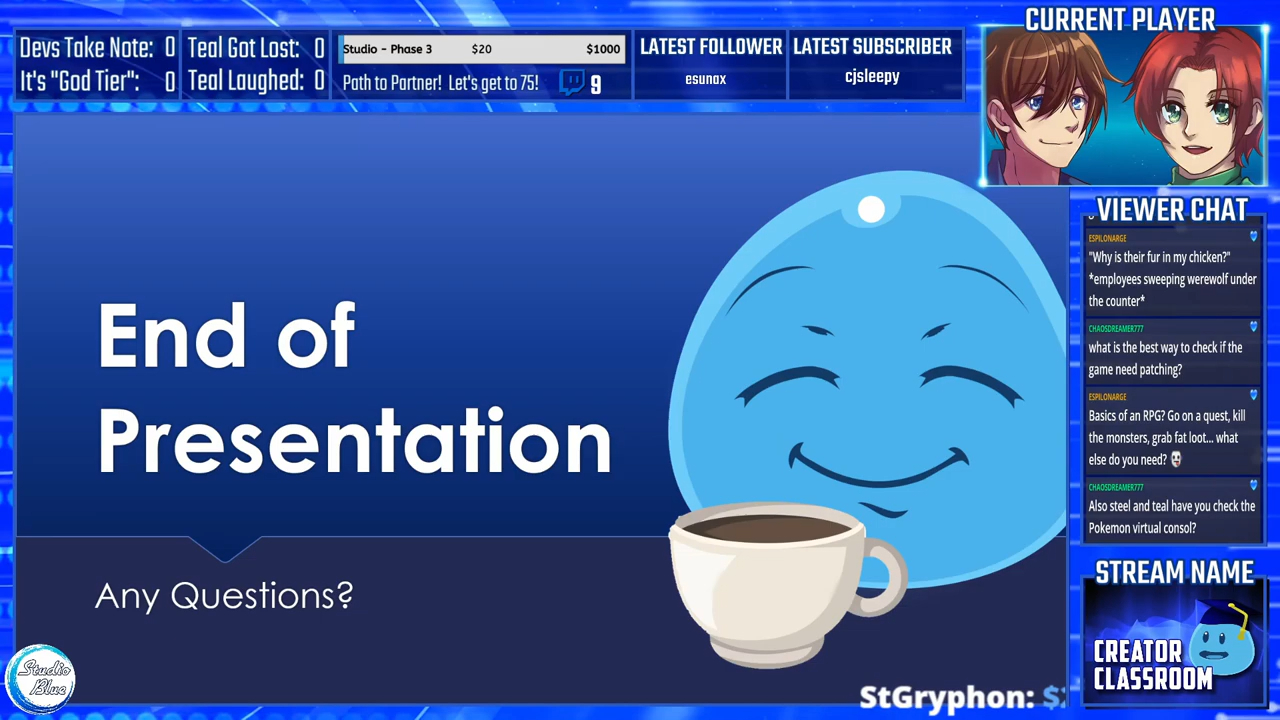 CURRENT PLAYER
Devs Take Note: 0
It's "God Tier": 0
Teal Got Lost: 0
Teal Laughed: 0
Studio - Phase 3 $20 $1000
Path to Partner! Let's get to 75! 9
LATEST FOLLOWER
esunax
LATEST SUBSCRIBER
cjsleepy
End of
Presentation
Any Questions?
VIEWER CHAT
ESPILONARGE
"Why is their fur in my chicken?"
*employees sweeping werewolf under
the counter*
CHAOSDREAMER777
what is the best way to check if the
game need patching?
ESPILONARGE
Basics of an RPG? Go on a quest, kill
the monsters, grab fat loot... what
else do you need?
CHAOSDREAMER777
Also steel and teal have you check the
Pokemon virtual consol?
STREAM NAME
CREATOR
CLASSROOM
Studio
Blue
StGryphon: $